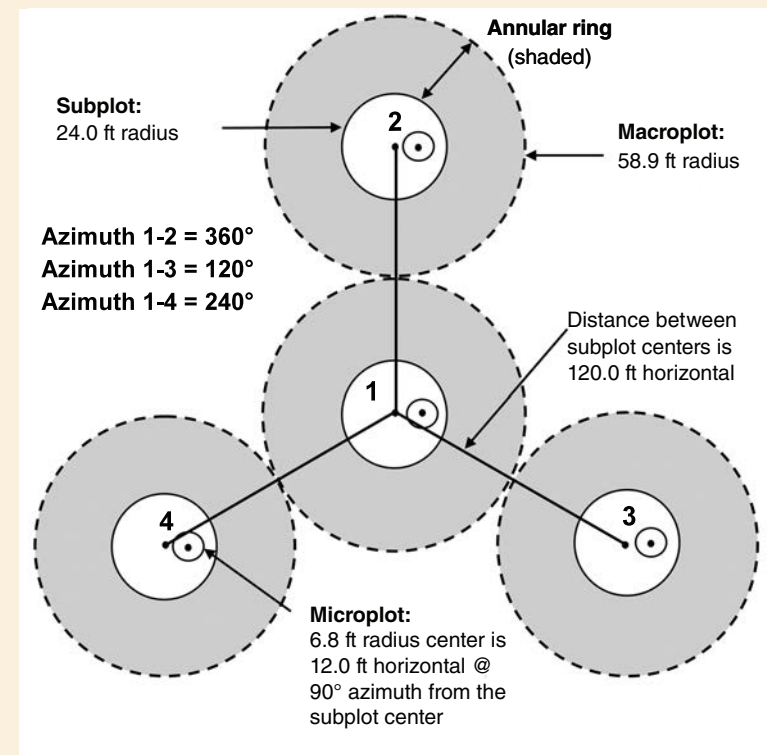 Annular ring
(shaded)
Subplot:
24.0 ft radius
2
Macroplot:
58.9 ft radius
Azimuth 1-2 = 360°
Azimuth 1-3 = 120°
Azimuth 1-4 = 240°
Distance between
subplot centers is
120.0 ft horizontal
1
4
3
Microplot:
6.8 ft radius center is
12.0 ft horizontal @
90° azimuth from the
subplot center